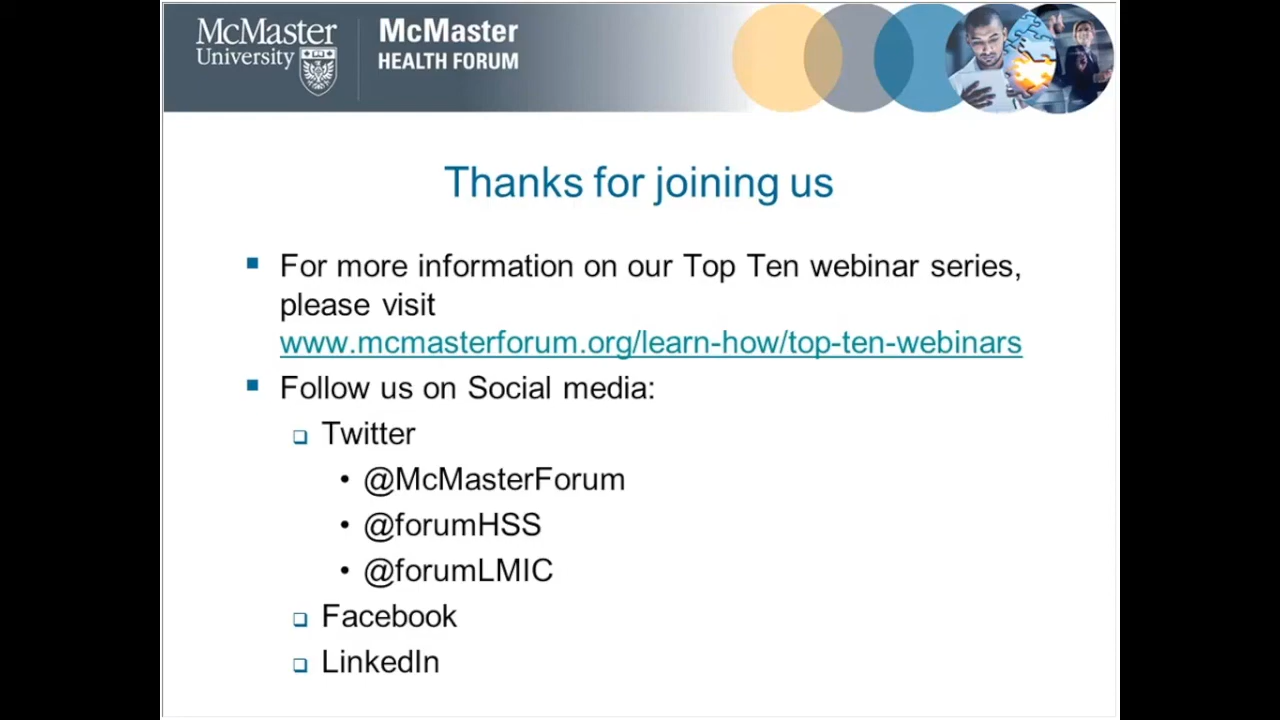 McMaster
University
McMaster
HEALTH FORUM
Thanks for joining us
For more information on our Top Ten webinar series,
please visit
www.mcmasterforum.org/learn-how/top-ten-webinars
Follow us on Social media:
Twitter
@McMasterForum
@forumHSS
@forumLMIC
Facebook
LinkedIn